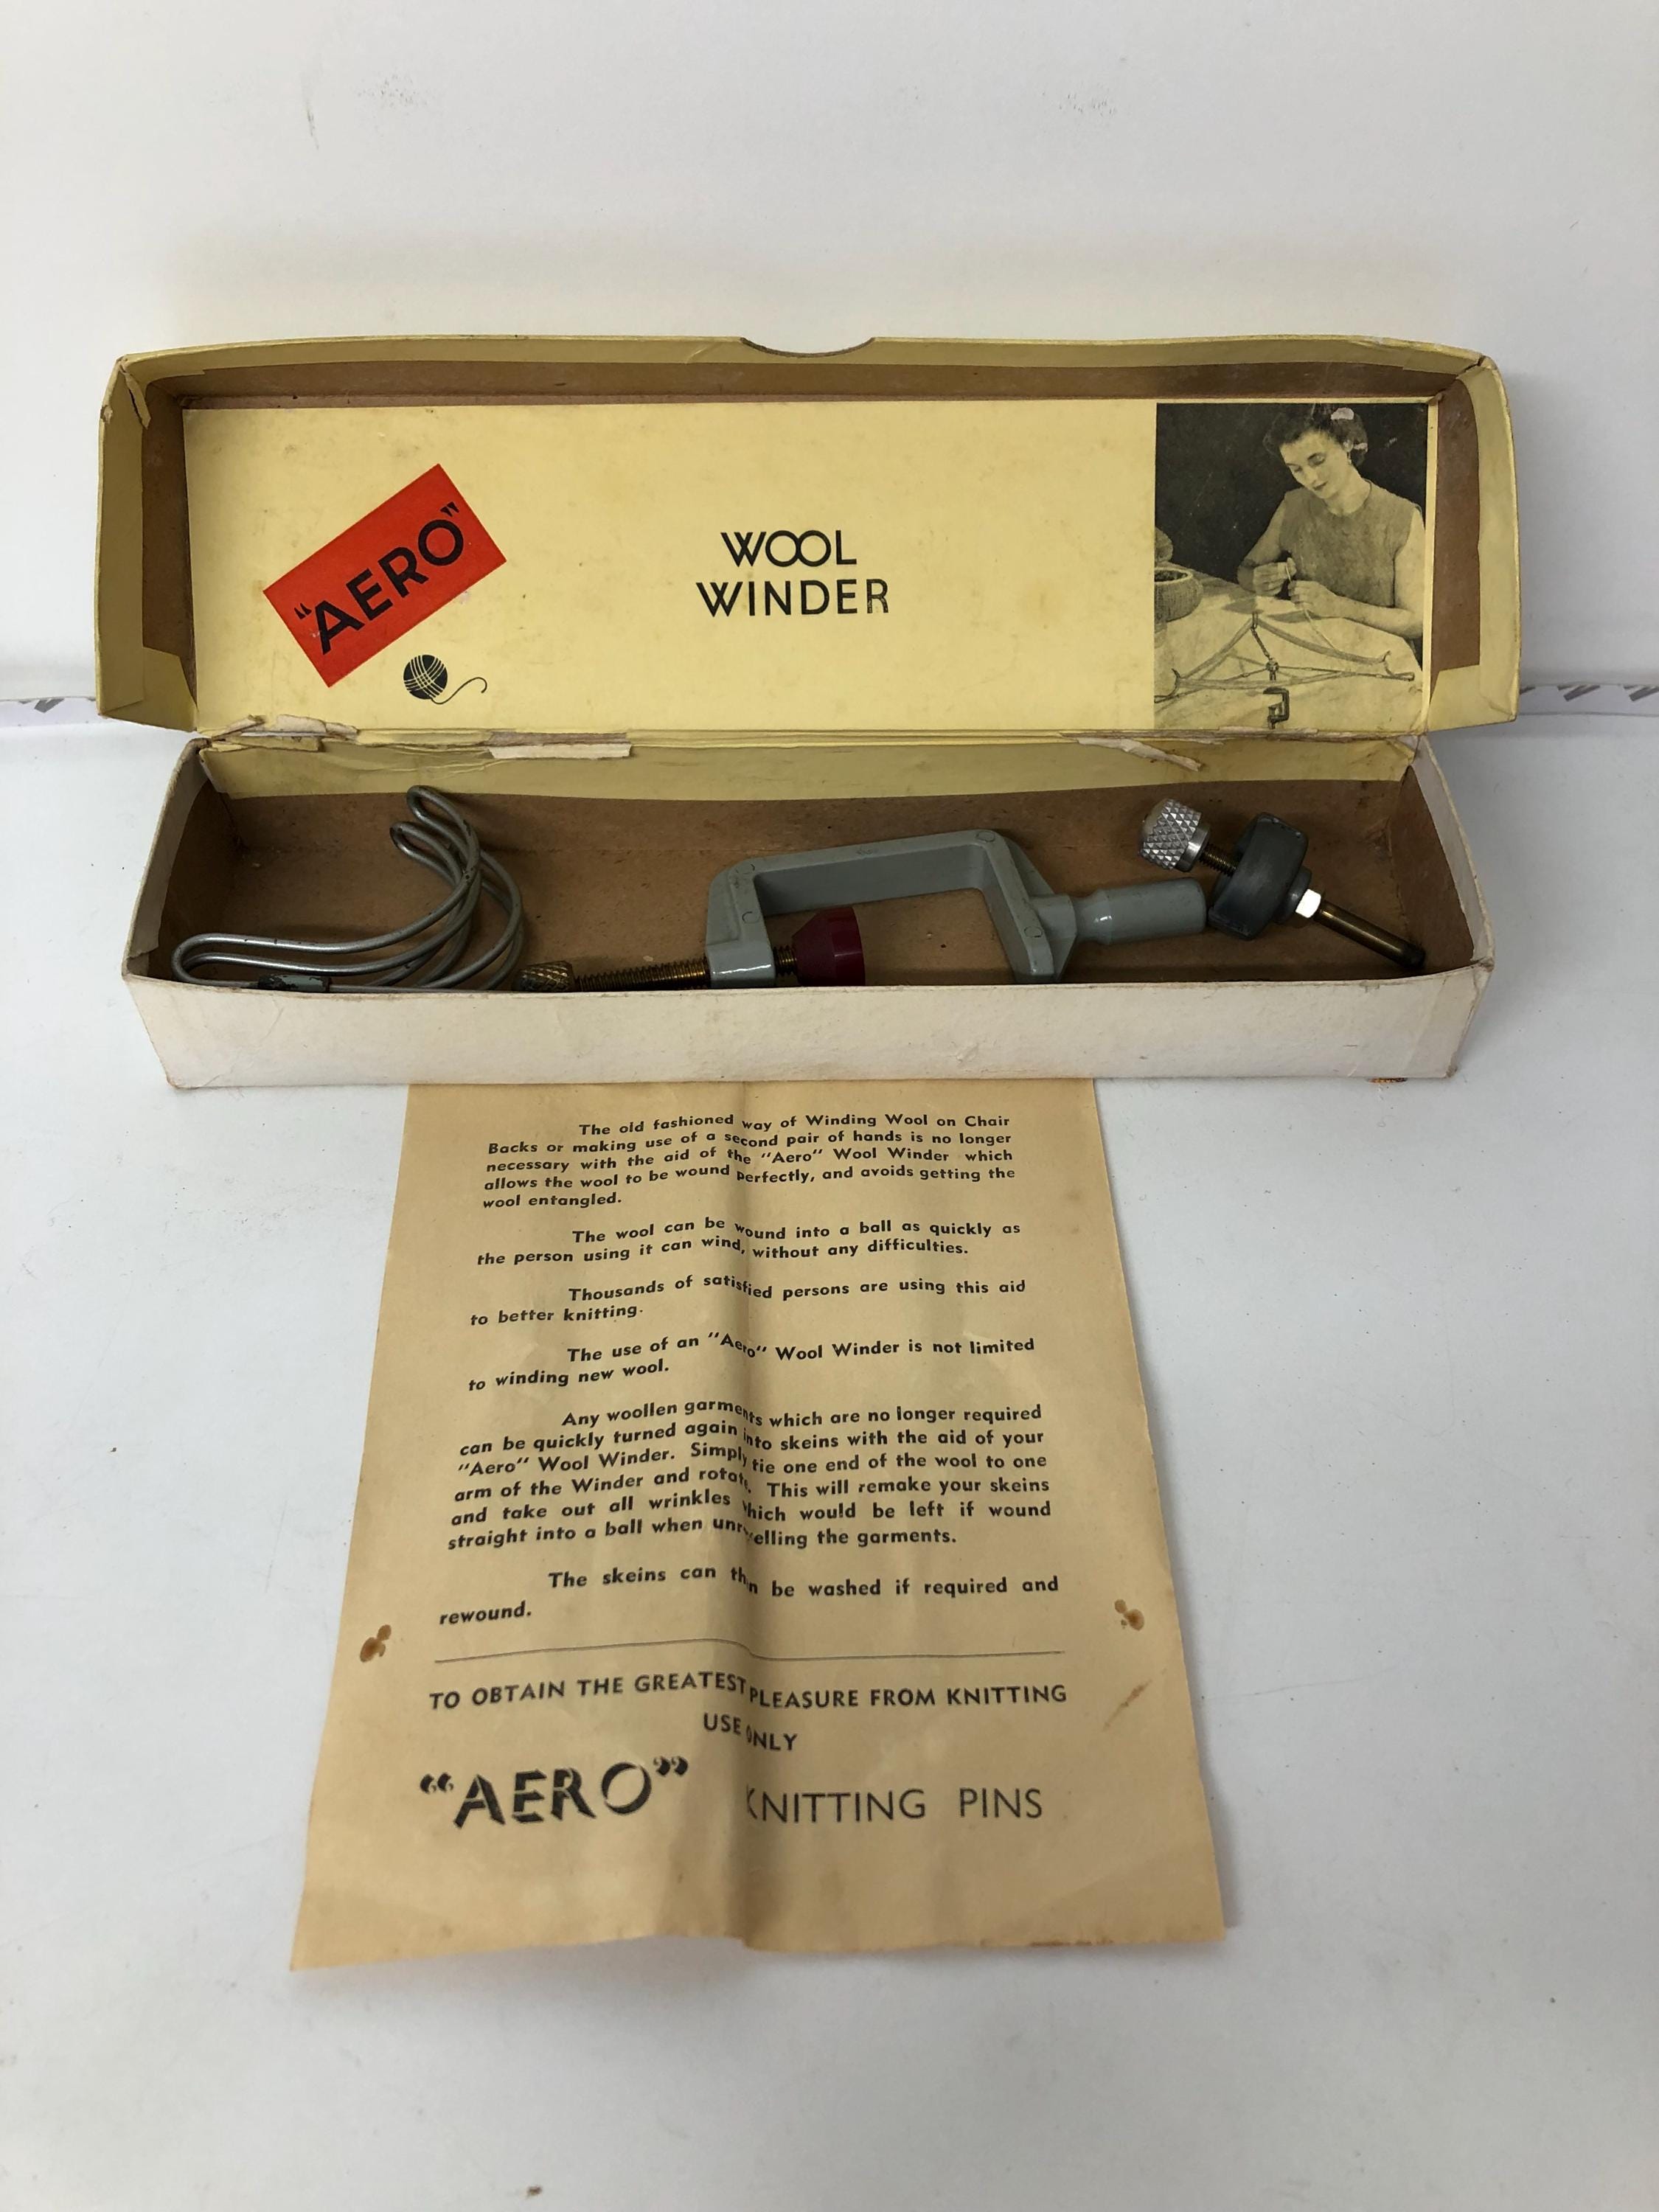 "AERO"
WOOL
WINDER
The old fashioned way of Winding Wool on Chair
Backs or making use of a second pair of hands is no longer
necessary with the aid of the "Aero" Wool Winder which
allows the wool to be wound perfectly, and avoids getting the
wool entangled.
The wool can be wound into a ball as quickly as
the person using it can wind, without any difficulties.
Thousands of satisfied persons are using this aid
to better knitting.
The use of an "Aero" Wool Winder is not limited
to winding new wool.
Any woollen garments which are no longer required
can be quickly turned again into skeins with the aid of your
"Aero" Wool Winder. Simply tie one end of the wool to one
arm of the Winder and rotate. This will remake your skeins
and take out all wrinkles which would be left if wound
straight into a ball when unravelling the garments.
The skeins can then be washed if required and
rewound.
TO OBTAIN THE GREATEST PLEASURE FROM KNITTING
USE ONLY
"AERO" KNITTING PINS